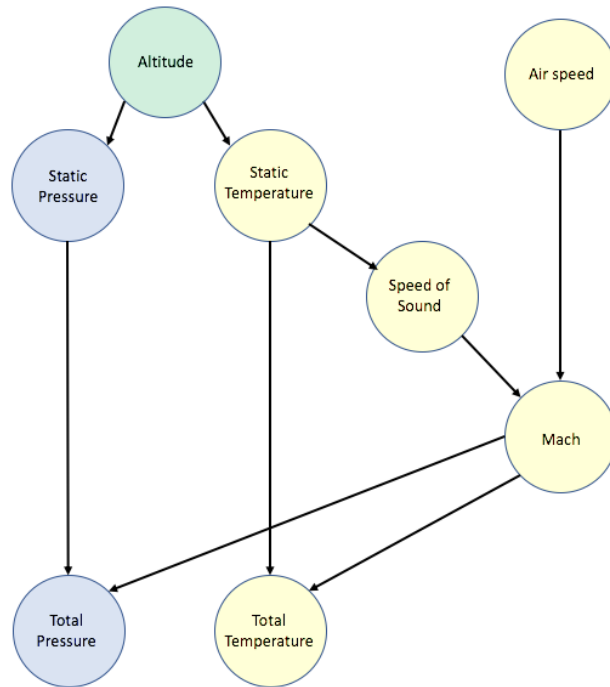 Altitude
Air speed
Static
Pressure
Static
Temperature
Speed of
Sound
Mach
Total
Pressure
Total
Temperature